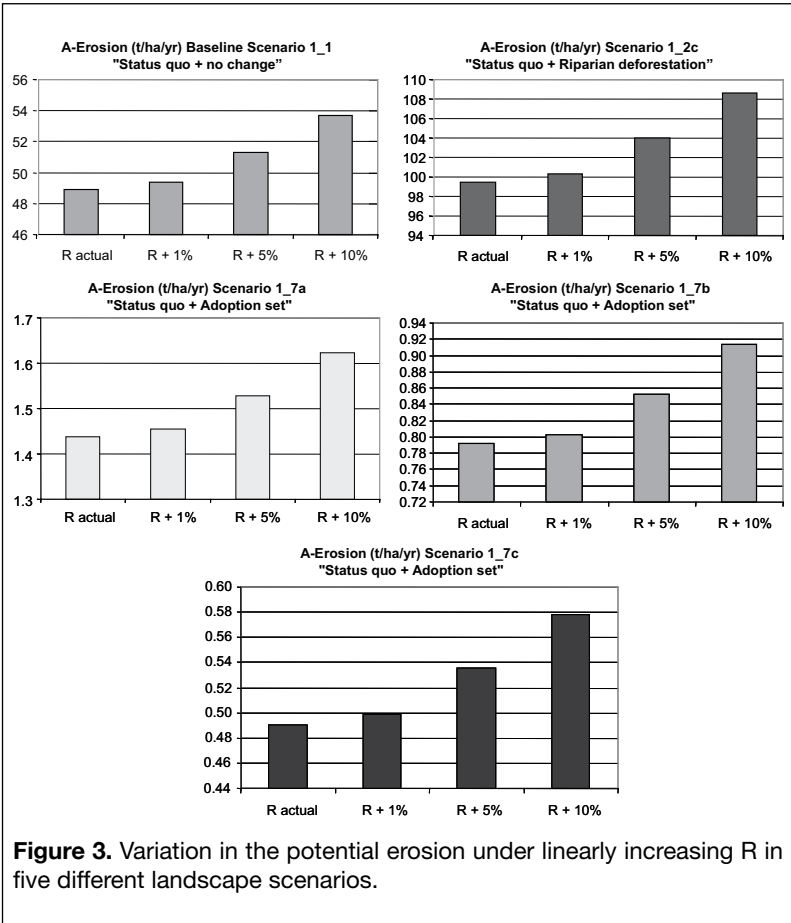 A-Erosion (t/ha/yr) Baseline Scenario 1_1
"Status quo + no change”
56
54
52
50
48
46
R actual R + 1% R + 5% R + 10%
A-Erosion (t/ha/yr) Scenario 1_2c
"Status quo + Riparian deforestation”
110
108
106
104
102
100
98
96
94
R actual R + 1% R + 5% R + 10%
A-Erosion (t/ha/yr) Scenario 1_7a
"Status quo + Adoption set"
1.7
1.6
1.5
1.4
1.3
R actual R + 1% R + 5% R + 10%
A-Erosion (t/ha/yr) Scenario 1_7b
"Status quo + Adoption set"
0.94
0.92
0.90
0.88
0.86
0.84
0.82
0.80
0.78
0.76
0.74
0.72
R actual R + 1% R + 5% R + 10%
A-Erosion (t/ha/yr) Scenario 1_7c
"Status quo + Adoption set"
0.60
0.58
0.56
0.54
0.52
0.50
0.48
0.46
0.44
R actual R + 1% R + 5% R + 10%
Figure 3. Variation in the potential erosion under linearly increasing R in
five different landscape scenarios.